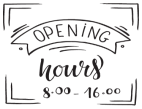 OPENING
hours
8.00 - 16.00